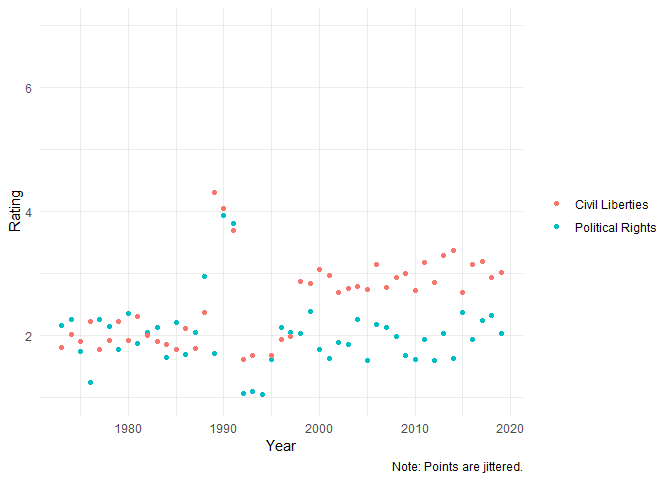 6
4
2
Rating
1980 1990 2000 2010 2020
Year
Civil Liberties
Political Rights
Note: Points are jittered.